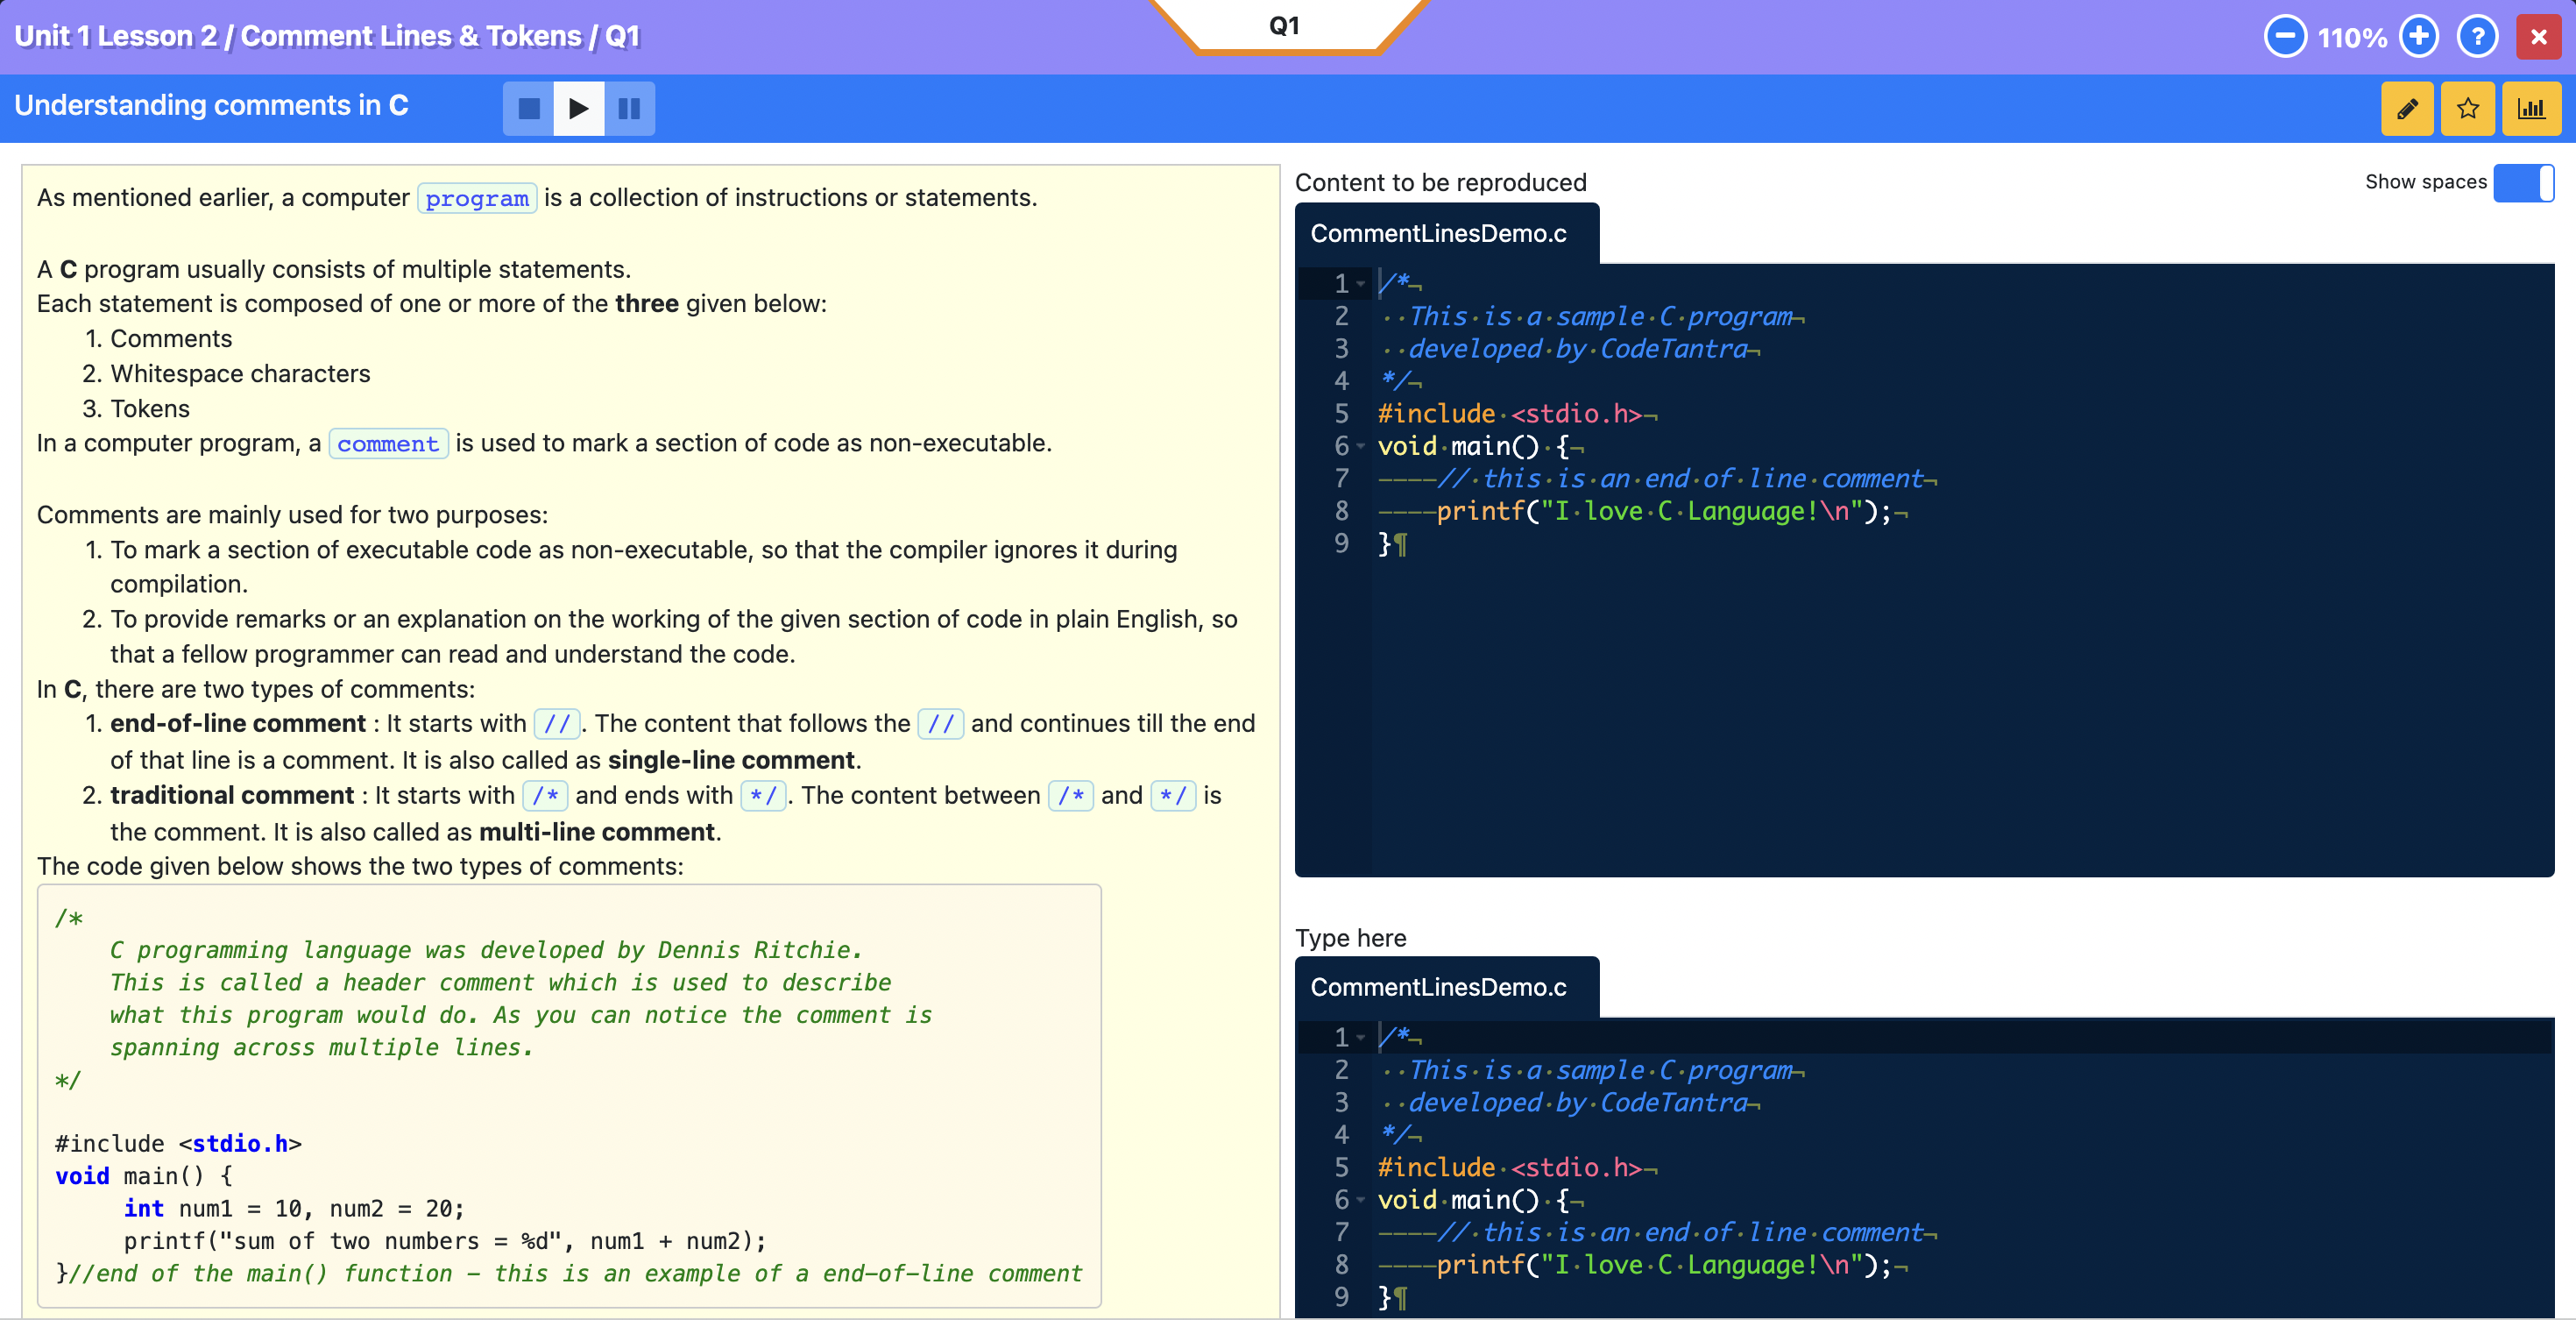 Unit 1 Lesson 2 / Comment Lines & Tokens / Q1
Q1
110%
?
Understanding comments in C
As mentioned earlier, a computer program is a collection of instructions or statements.
A C program usually consists of multiple statements.
Each statement is composed of one or more of the three given below:
1. Comments
2. Whitespace characters
3. Tokens
In a computer program, a comment is used to mark a section of code as non-executable.
Comments are mainly used for two purposes:
1. To mark a section of executable code as non-executable, so that the compiler ignores it during
compilation.
2. To provide remarks or an explanation on the working of the given section of code in plain English, so
that a fellow programmer can read and understand the code.
In C, there are two types of comments:
1. end-of-line comment : It starts with //. The content that follows the // and continues till the end
of that line is a comment. It is also called as single-line comment.
2. traditional comment : It starts with /* and ends with */. The content between /* and */ is
the comment. It is also called as multi-line comment.
The code given below shows the two types of comments:
/*
    C programming language was developed by Dennis Ritchie.
    This is called a header comment which is used to describe
    what this program would do. As you can notice the comment is
    spanning across multiple lines.
*/
#include <stdio.h>
void main() {
     int num1 = 10, num2 = 20;
     printf("sum of two numbers = %d", num1 + num2);
}//end of the main() function - this is an example of a end-of-line comment
Content to be reproduced
Show spaces
CommentLinesDemo.c
1 /*¬
2 ··This·is·a·sample·C·program¬
3 ··developed·by·CodeTantra¬
4 */¬
5 #include·<stdio.h>¬
6 void·main()·{¬
7 ————//·this·is·an·end·of·line·comment¬
8 ————printf("I·love·C·Language!\n");¬
9 }¶
Type here
CommentLinesDemo.c
1 /*¬
2 ··This·is·a·sample·C·program¬
3 ··developed·by·CodeTantra¬
4 */¬
5 #include·<stdio.h>¬
6 void·main()·{¬
7 ————//·this·is·an·end·of·line·comment¬
8 ————printf("I·love·C·Language!\n");¬
9 }¶